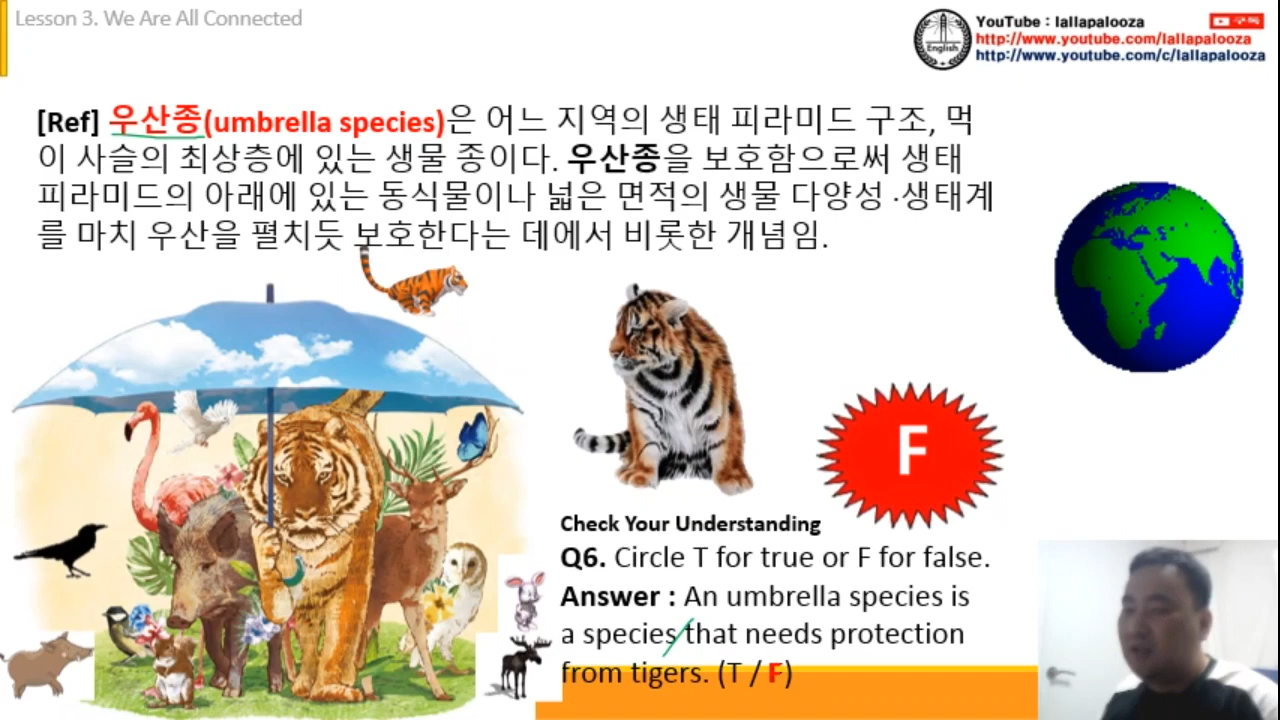 Lesson 3. We Are All Connected
English
YouTube : lallapalooza
구독
http://www.youtube.com/lallapalooza
http://www.youtube.com/c/lallapalooza
[Ref] 우산종(umbrella species)은 어느 지역의 생태 피라미드 구조, 먹
이 사슬의 최상층에 있는 생물 종이다. 우산종을 보호함으로써 생태
피라미드의 아래에 있는 동식물이나 넓은 면적의 생물 다양성 ·생태계
를 마치 우산을 펼치듯 보호한다는 데에서 비롯한 개념임.
F
Check Your Understanding
Q6. Circle T for true or F for false.
Answer : An umbrella species is
a species that needs protection
from tigers. (T / F)